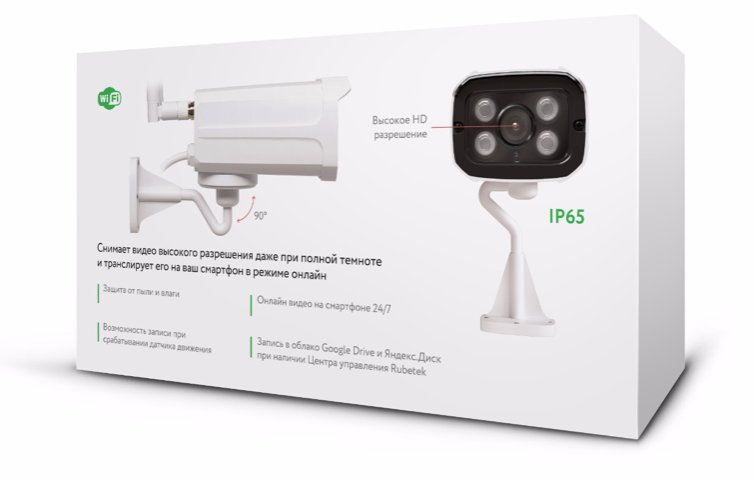 WiFi
Высокое HD
разрешение
90°
IP65
Снимает видео высокого разрешения даже при полной темноте
и транслирует его на ваш смартфон в режиме онлайн
Защита от пыли и влаги
Онлайн видео на смартфоне 24/7
Возможность записи при
срабатывании датчика движения
Запись в облако Google Drive и Яндекс.Диск
при наличии Центра управления Rubetek